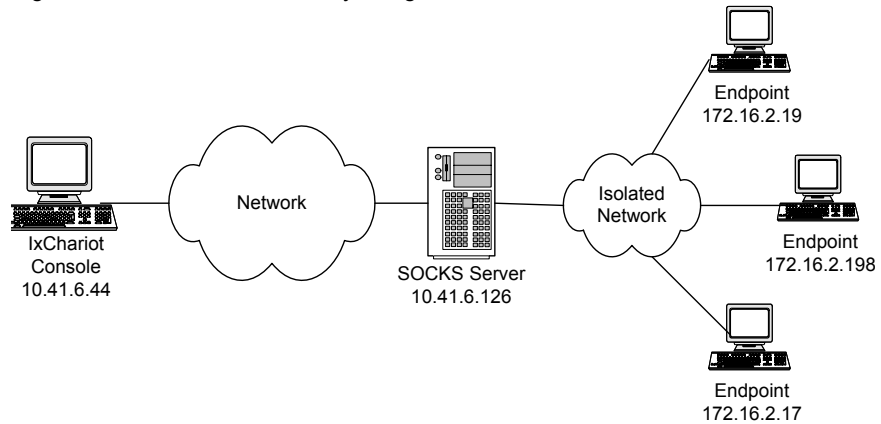 Endpoint
172.16.2.19
Network
Isolated
Network
IxChariot
Console
10.41.6.44
SOCKS Server
10.41.6.126
Endpoint
172.16.2.198
Endpoint
172.16.2.17